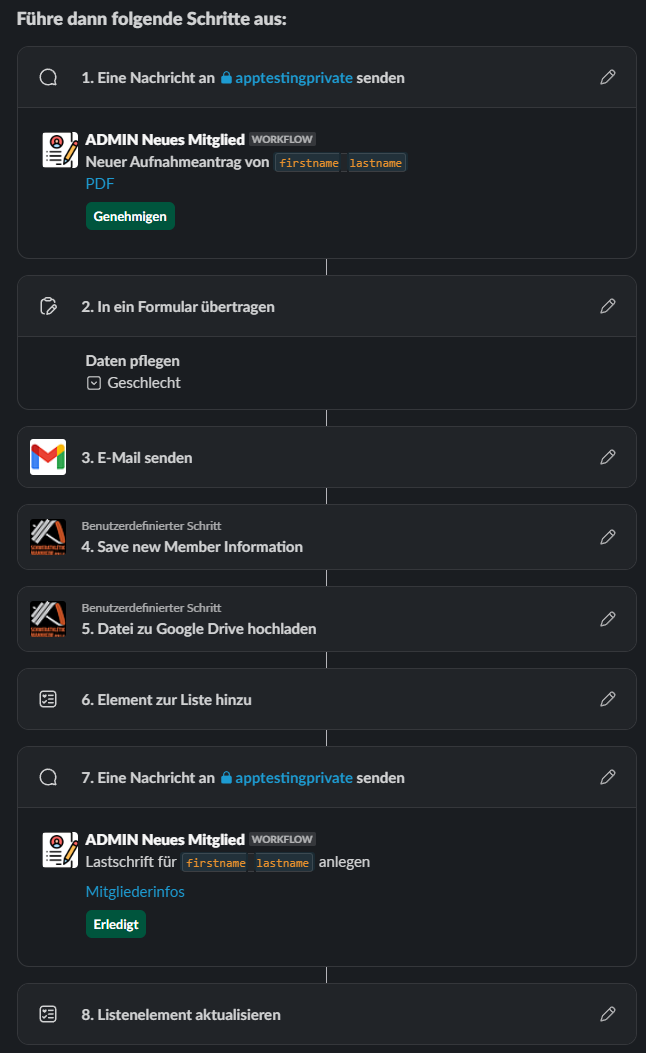 Führe dann folgende Schritte aus:
1. Eine Nachricht an apptestingprivate senden
ADMIN Neues Mitglied WORKFLOW
Neuer Aufnahmeantrag von firstname lastname
PDF
Genehmigen
2. In ein Formular übertragen
Daten pflegen
Geschlecht
3. E-Mail senden
Benutzerdefinierter Schritt
4. Save new Member Information
Benutzerdefinierter Schritt
5. Datei zu Google Drive hochladen
6. Element zur Liste hinzu
7. Eine Nachricht an apptestingprivate senden
ADMIN Neues Mitglied WORKFLOW
Lastschrift für firstname lastname anlegen
Mitgliederinfos
Erledigt
8. Listenelement aktualisieren